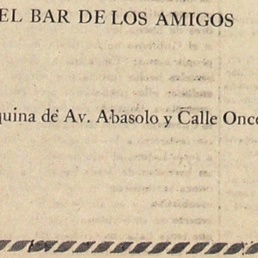 EL BAR DE LOS AMIGOS
quina de Av. Abasolo y Calle Once